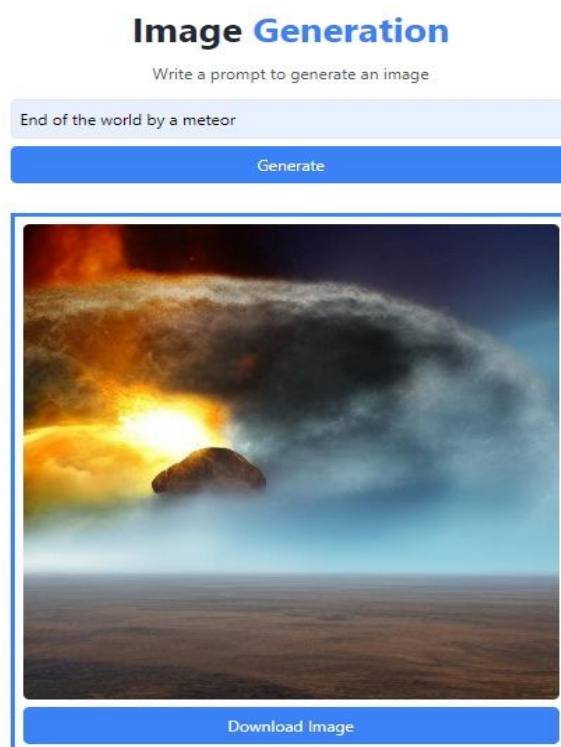 Image Generation
Write a prompt to generate an image
End of the world by a meteor
Generate
Download Image